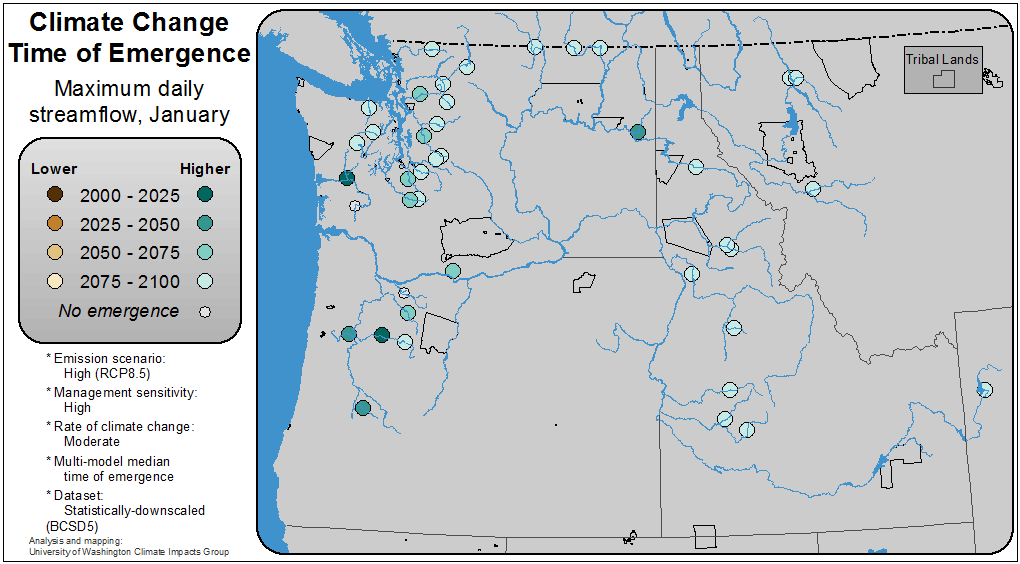 Climate Change
Time of Emergence
Maximum daily
streamflow, January
Lower Higher
2000 - 2025
2025 - 2050
2050 - 2075
2075 - 2100
No emergence
* Emission scenario:
High (RCP8.5)
* Management sensitivity:
High
* Rate of climate change:
Moderate
* Multi-model median
time of emergence
* Dataset:
Statistically-downscaled
(BCSD5)
Analysis and mapping:
University of Washington Climate Impacts Group
Tribal Lands